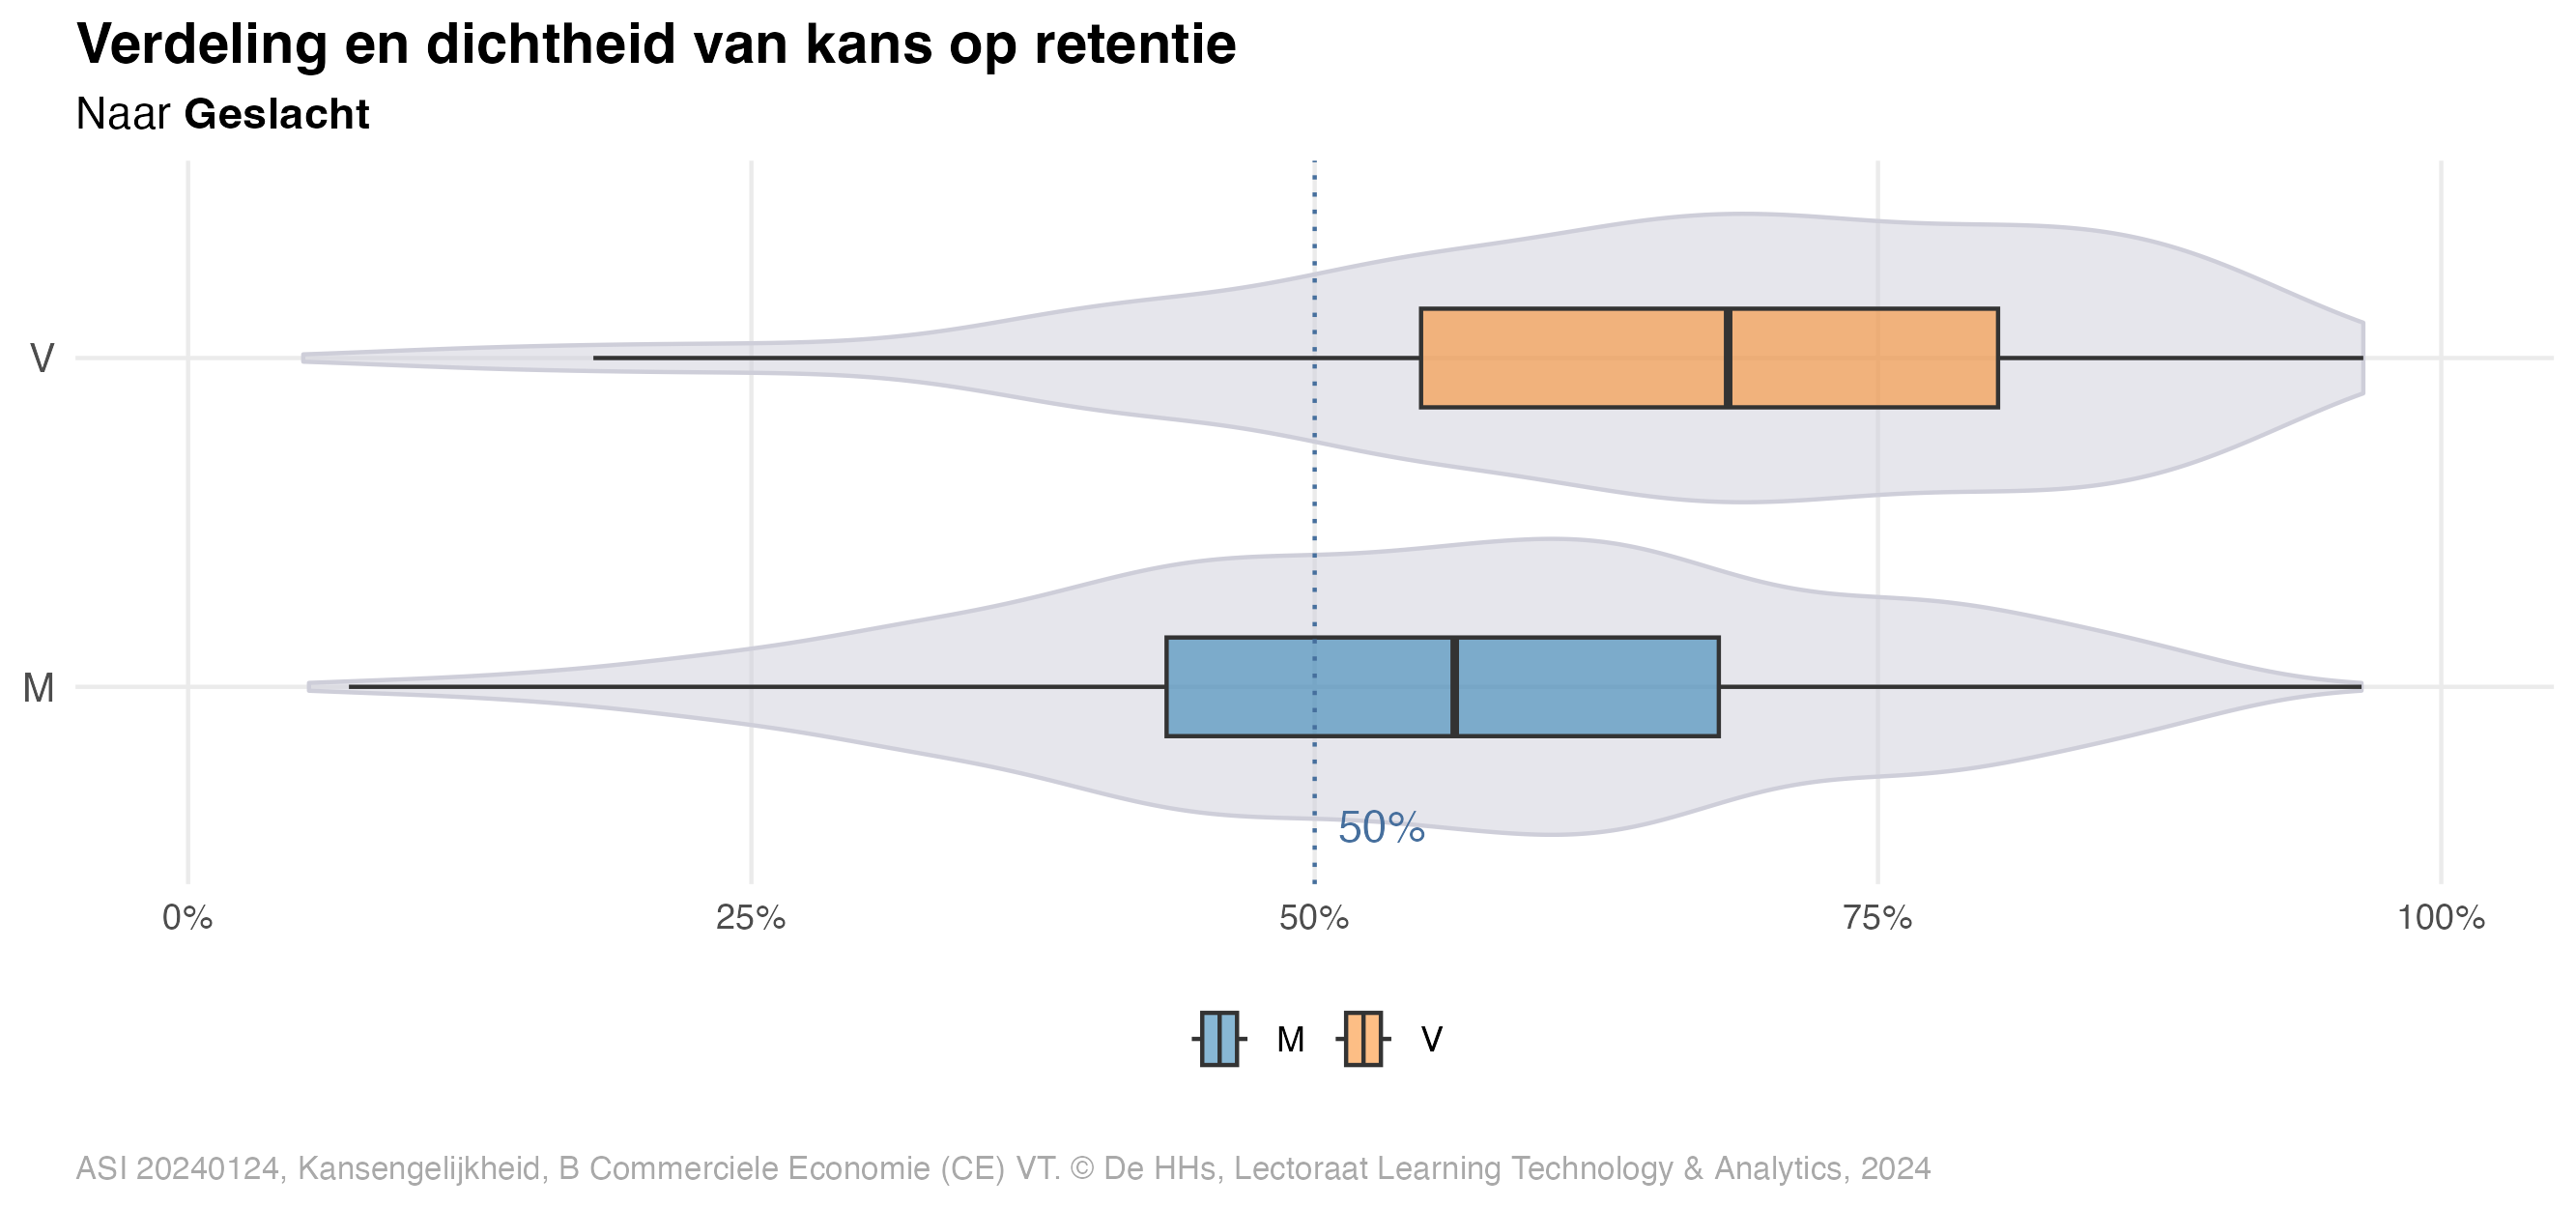 Verdeling en dichtheid van kans op retentie
Naar Geslacht
V
M
50%
0% 25% 50% 75% 100%
M V
ASI 20240124, Kansengelijkheid, B Commerciele Economie (CE) VT. © De HHs, Lectoraat Learning Technology & Analytics, 2024